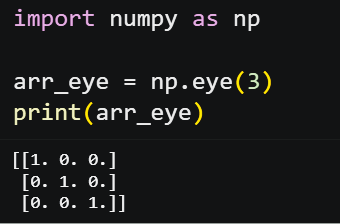 import numpy as np
arr_eye = np.eye(3)
print(arr_eye)
[[1. 0. 0.]
 [0. 1. 0.]
 [0. 0. 1.]]